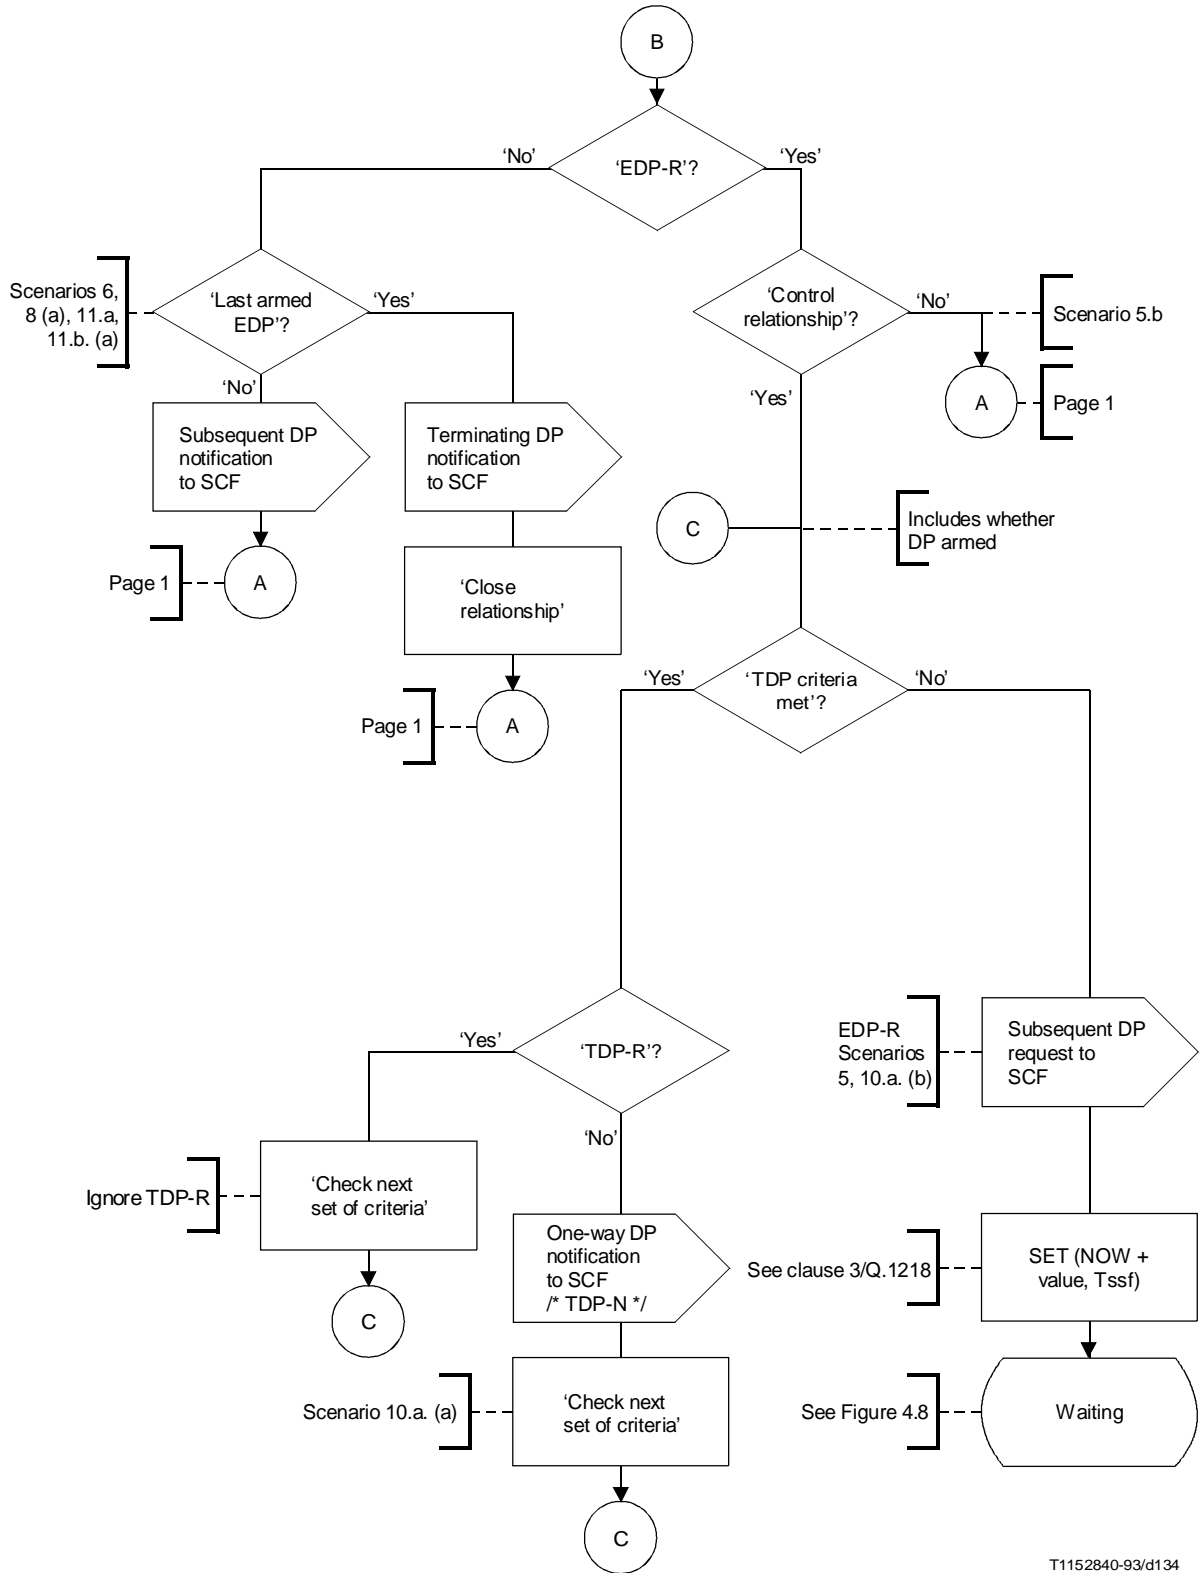 B
‘No’
‘EDP-R’?
‘Yes’
Scenarios 6,
8 (a), 11.a,
11.b. (a)
‘Last armed
EDP’?
‘Yes’
‘No’
‘Control
relationship’?
‘No’
Scenario 5.b
‘Yes’
A
Page 1
Subsequent DP
notification
to SCF
Terminating DP
notification
to SCF
C
Includes whether
DP armed
Page 1
A
‘Close
relationship’
Page 1
A
‘Yes’
‘TDP criteria
met’?
‘No’
‘Yes’
‘TDP-R’?
‘No’
EDP-R
Scenarios
5, 10.a. (b)
Subsequent DP
request to
SCF
Ignore TDP-R
‘Check next
set of criteria’
C
One-way DP
notification
to SCF
/* TDP-N */
See clause 3/Q.1218
SET (NOW +
value, Tssf)
Scenario 10.a. (a)
‘Check next
set of criteria’
See Figure 4.8
Waiting
C
T1152840-93/d134